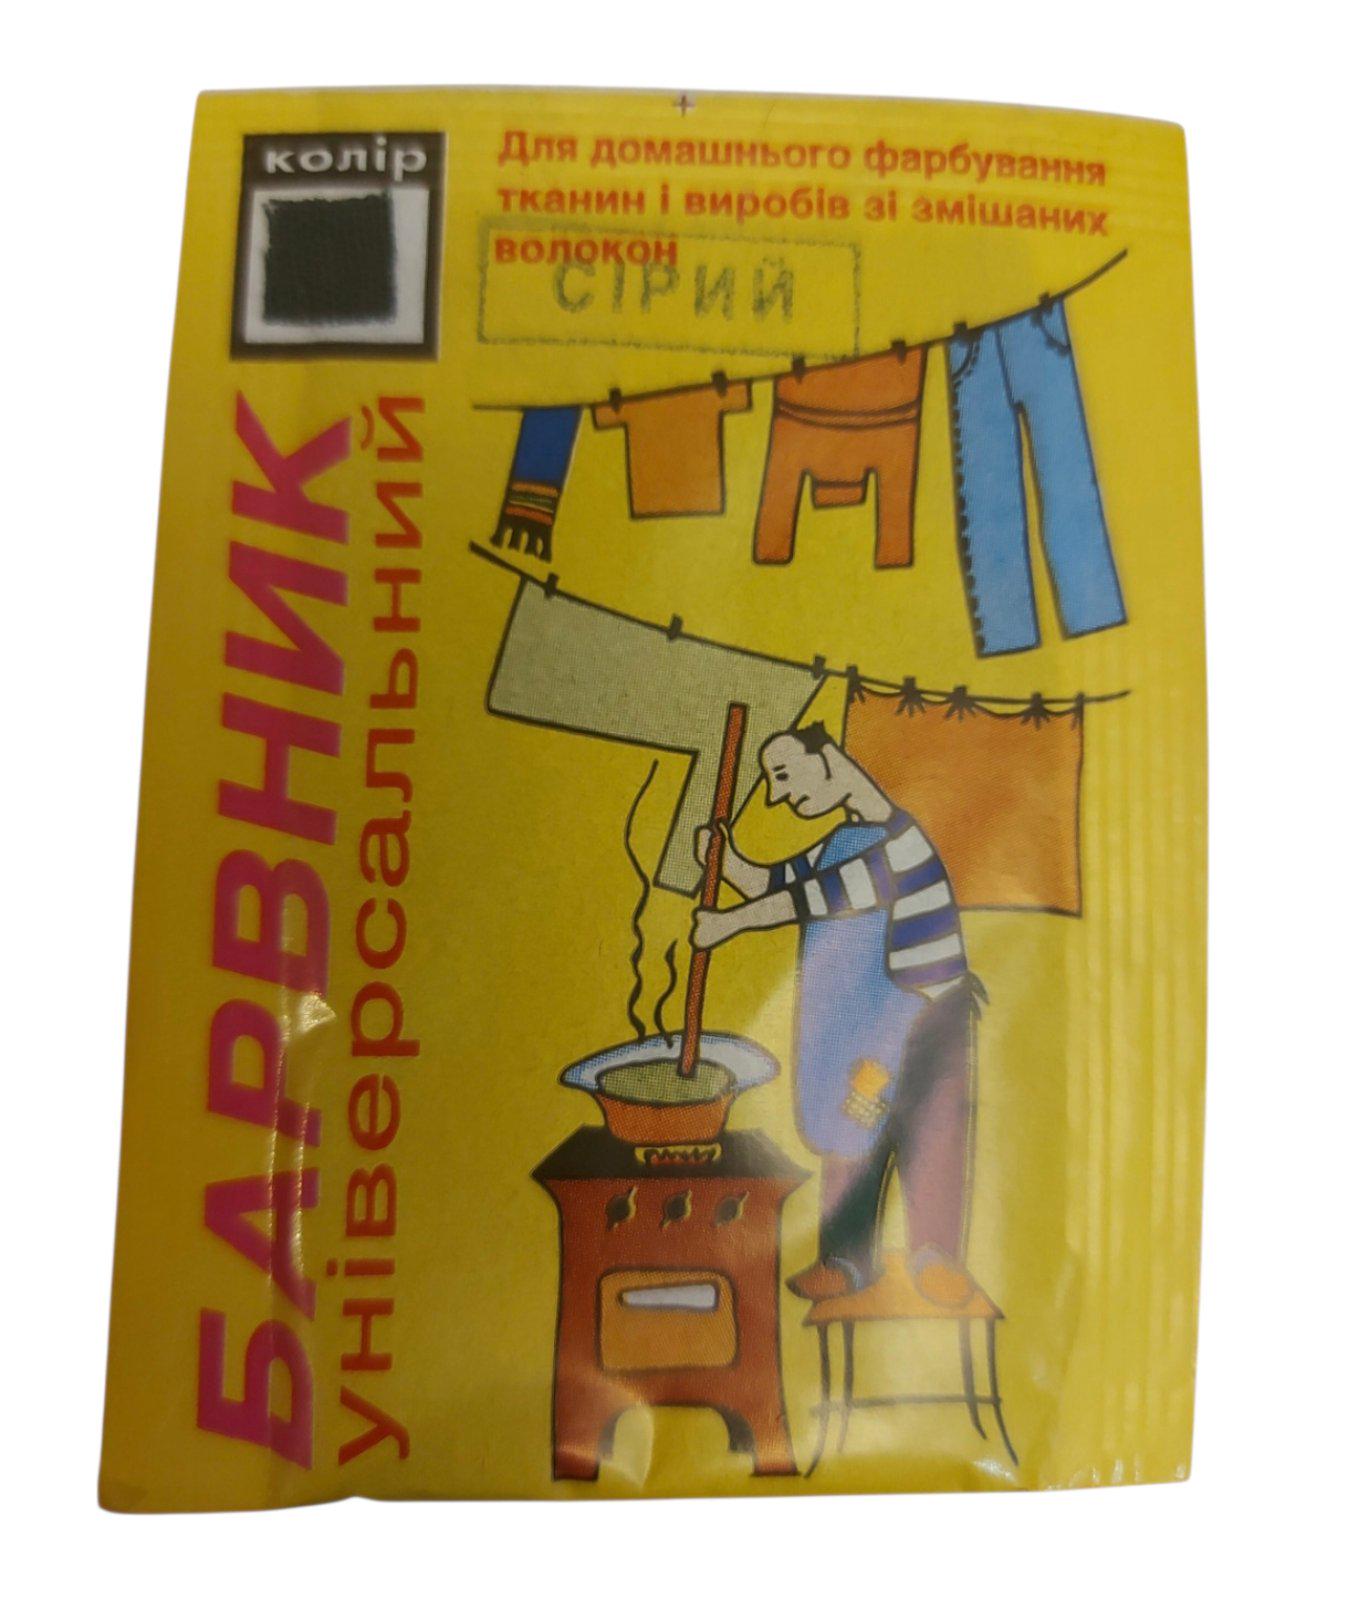 колір
Для домашнього фарбування
тканин і виробів зі змішаних
волокон
СІРИЙ
БАРВНИК
універсальний